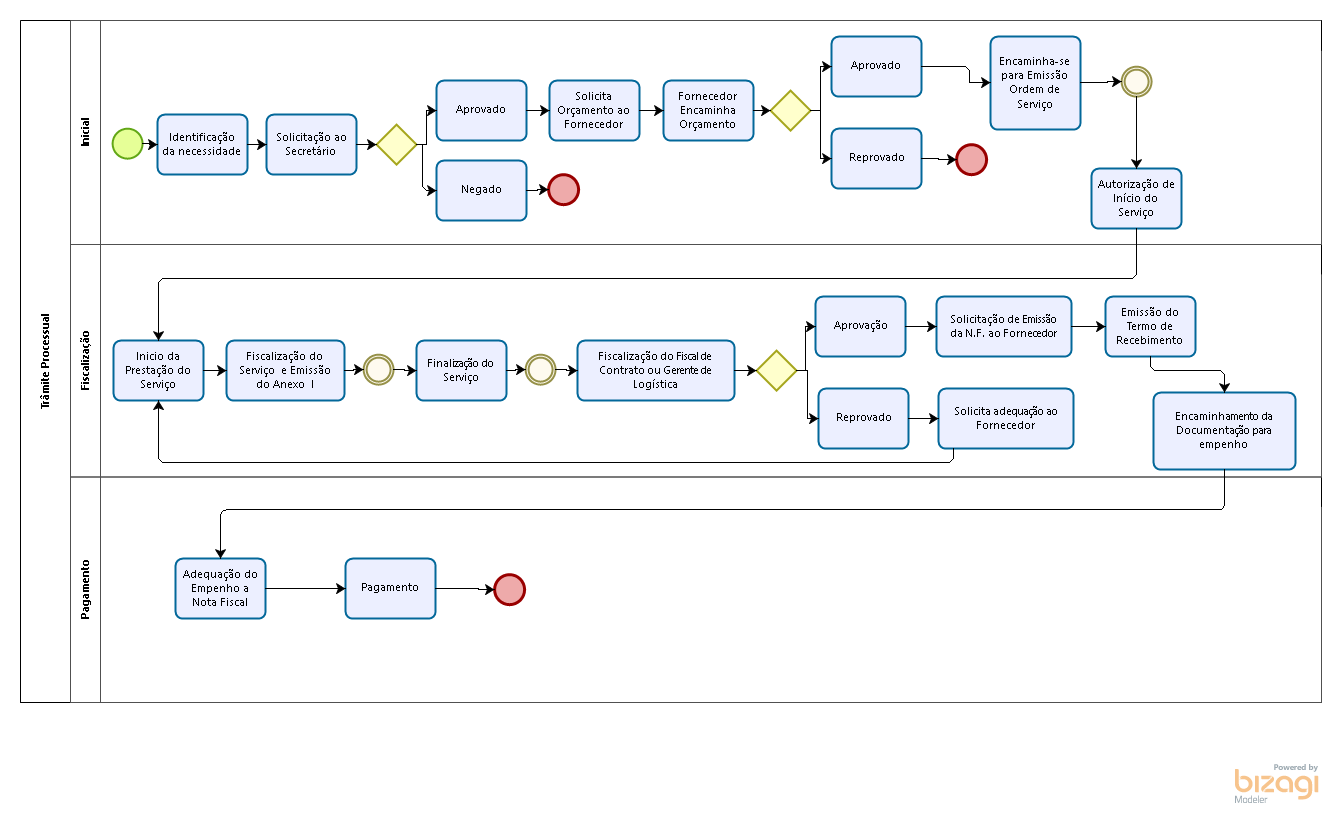 Trâmite Processual
Inicial
Identificação
da necessidade
Solicitação ao
Secretário
Aprovado
Negado
Solicita
Orçamento ao
Fornecedor
Fornecedor
Encaminha
Orçamento
Aprovado
Reprovado
Encaminha-se
para Emissão
Ordem de
Serviço
Autorização de
Início do
Serviço
Fiscalização
Inicio da
Prestação do
Serviço
Fiscalização do
Serviço e Emissão
do Anexo I
Finalização do
Serviço
Fiscalização do Fiscal de
Contrato ou Gerente de
Logística
Aprovação
Reprovado
Solicitação de Emissão
da N.F. ao Fornecedor
Solicita adequação ao
Fornecedor
Emissão do
Termo de
Recebimento
Encaminhamento da
Documentação para
empenho
Pagamento
Adequação do
Empenho a
Nota Fiscal
Pagamento
Powered by
bizagi
Modeler